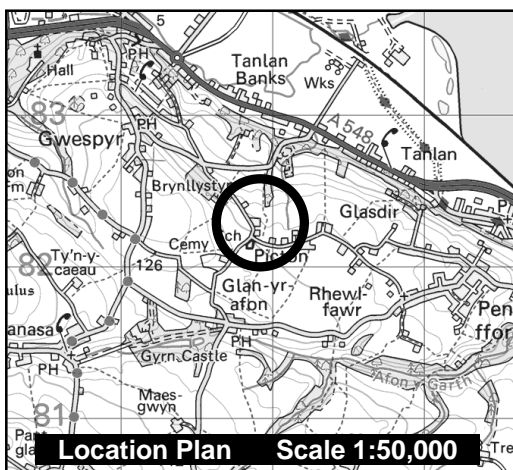 5
PH
Hall
Tanlan
Banks
Wks
83
A 548
Gwespyr
PH
Tanlan
Brynllystyn
Glasdir
Fm
Cemy
Picton
82
126
Ty'n-y-
caeau
Glan-yr-
afon
Rhewl-
fawr
Pen
ffor
anasa
Gyrn Castle
PH
PH
Afon y Garth
Maes-
gwyn
81
Location Plan Scale 1:50,000